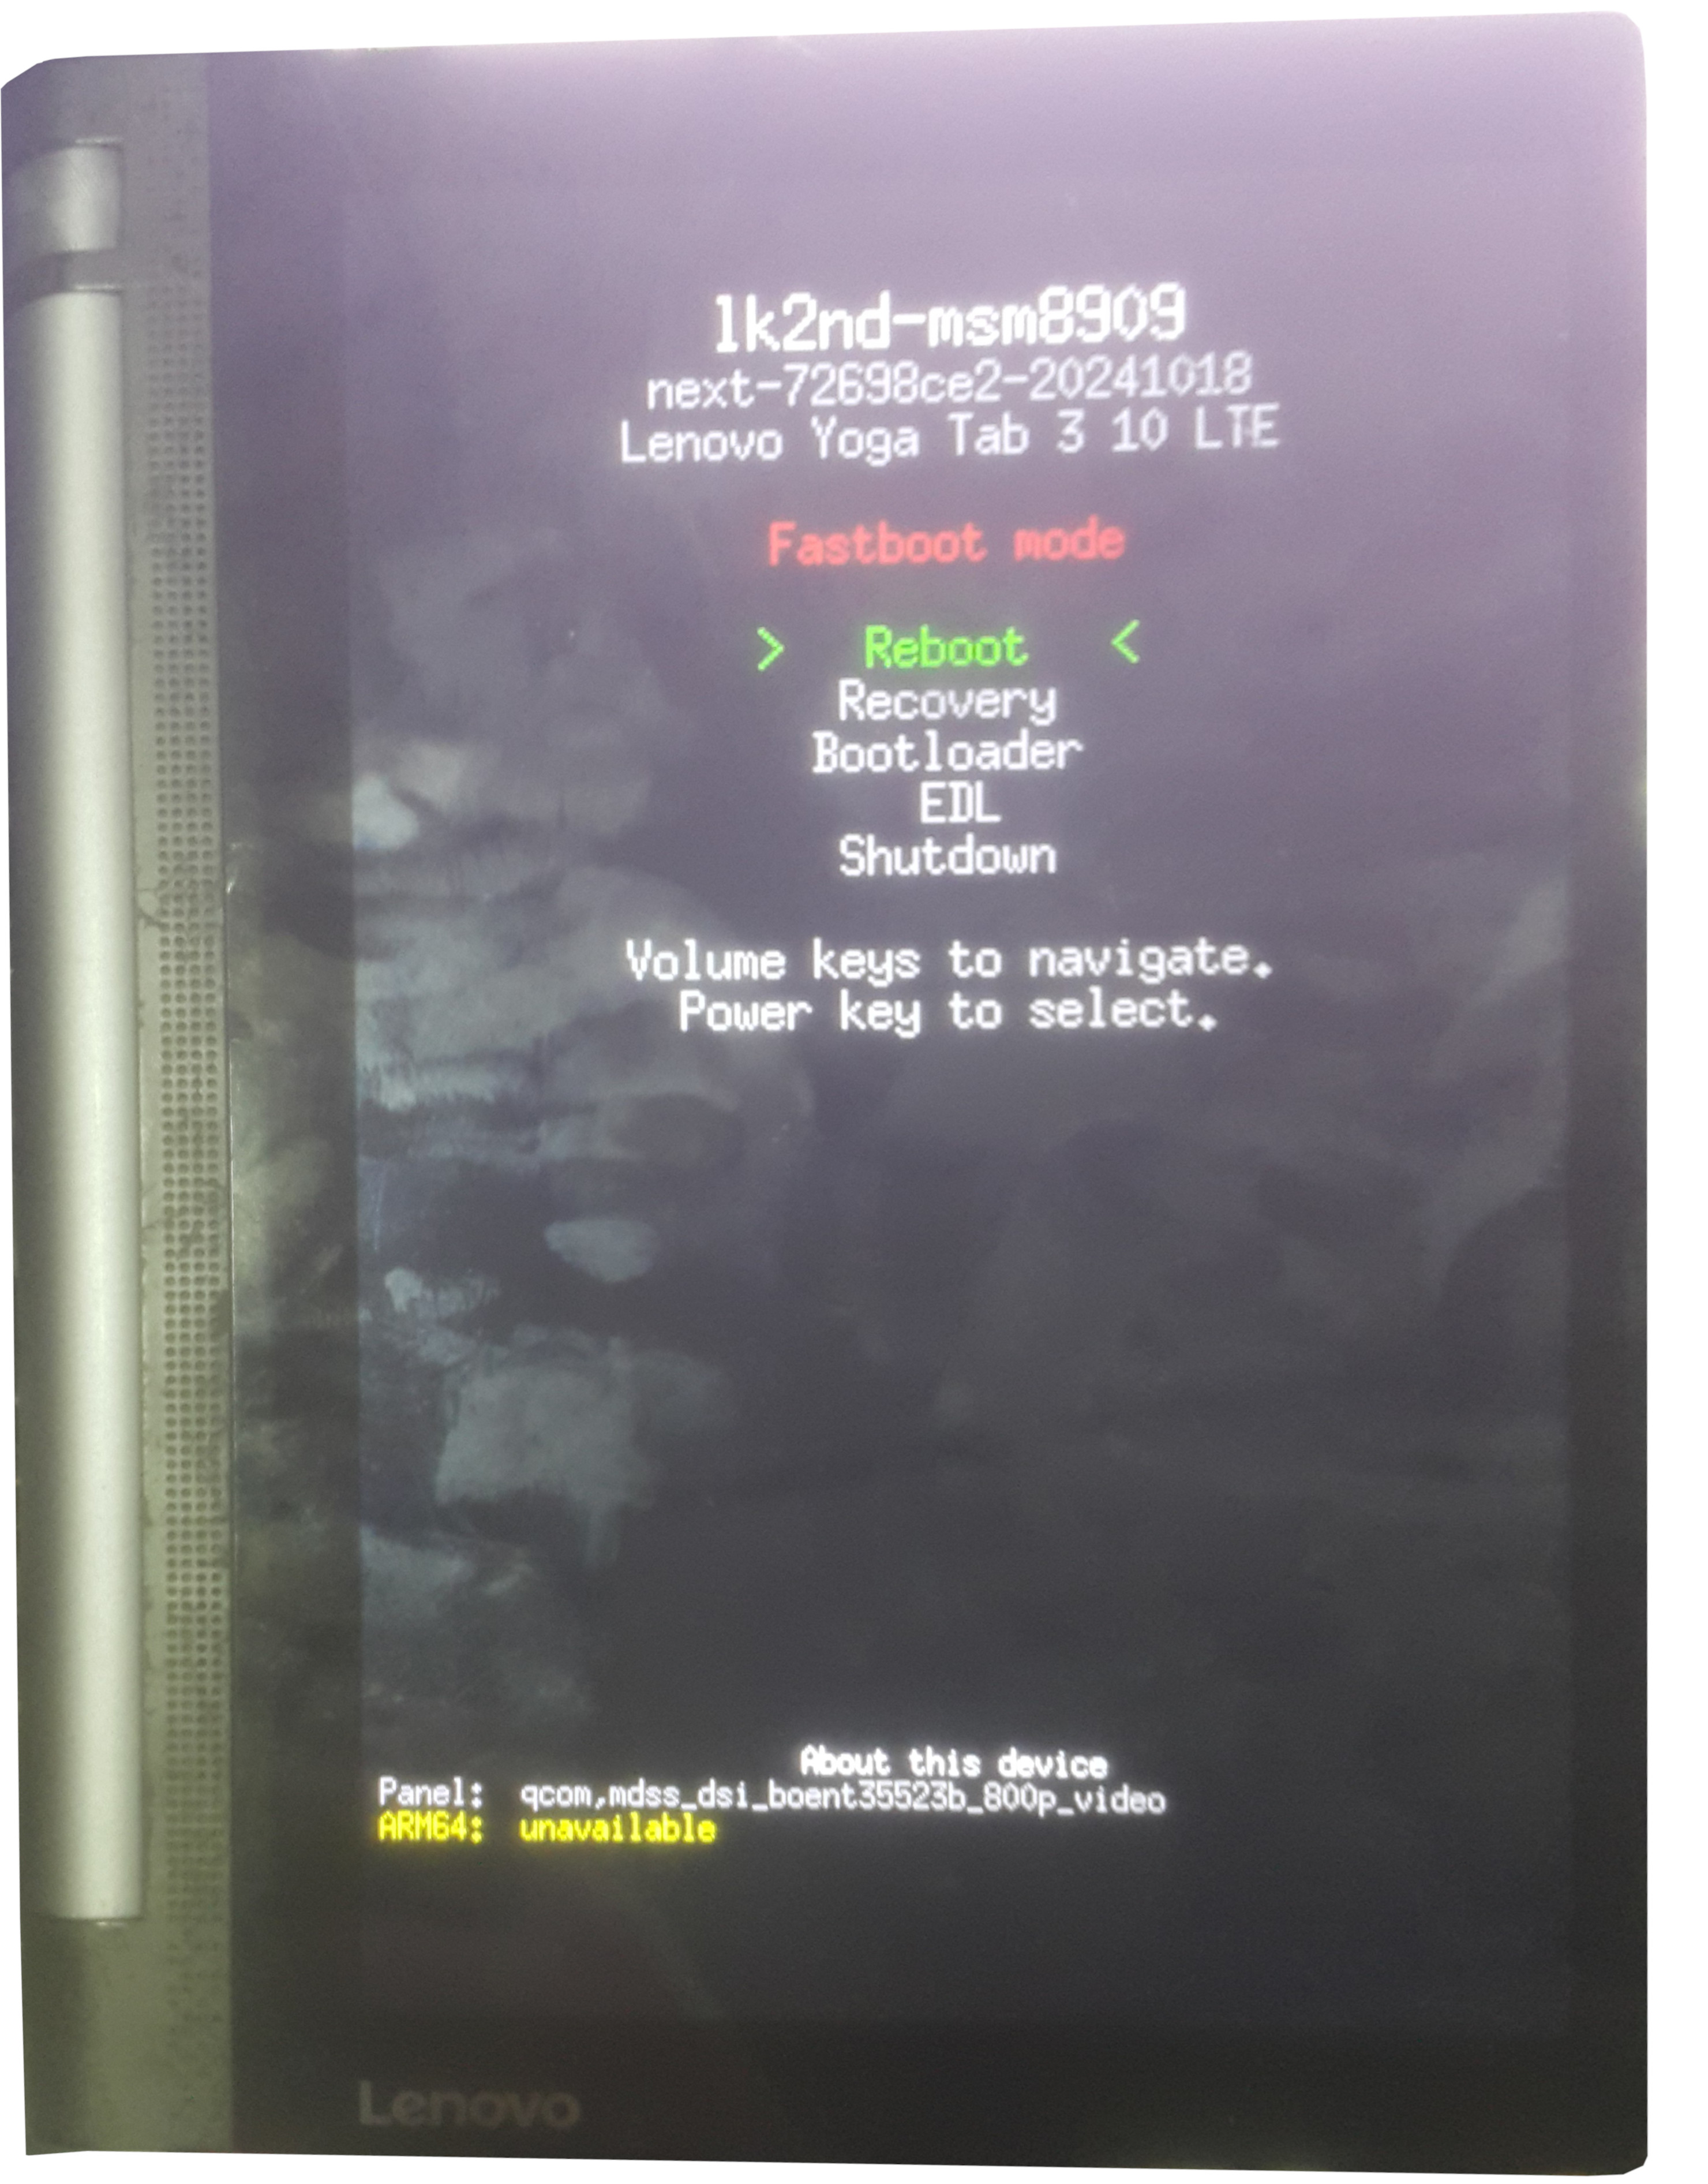 lk2nd-msm8909
next-72698ce2-20241018
Lenovo Yoga Tab 3 10 LTE
Fastboot mode
> Reboot <
Recovery
Bootloader
EDL
Shutdown
Volume keys to navigate.
Power key to select.
About this device
Panel: qcom,mdss_dsi_boent35523b_800p_video
ARM64: unavailable
Lenovo